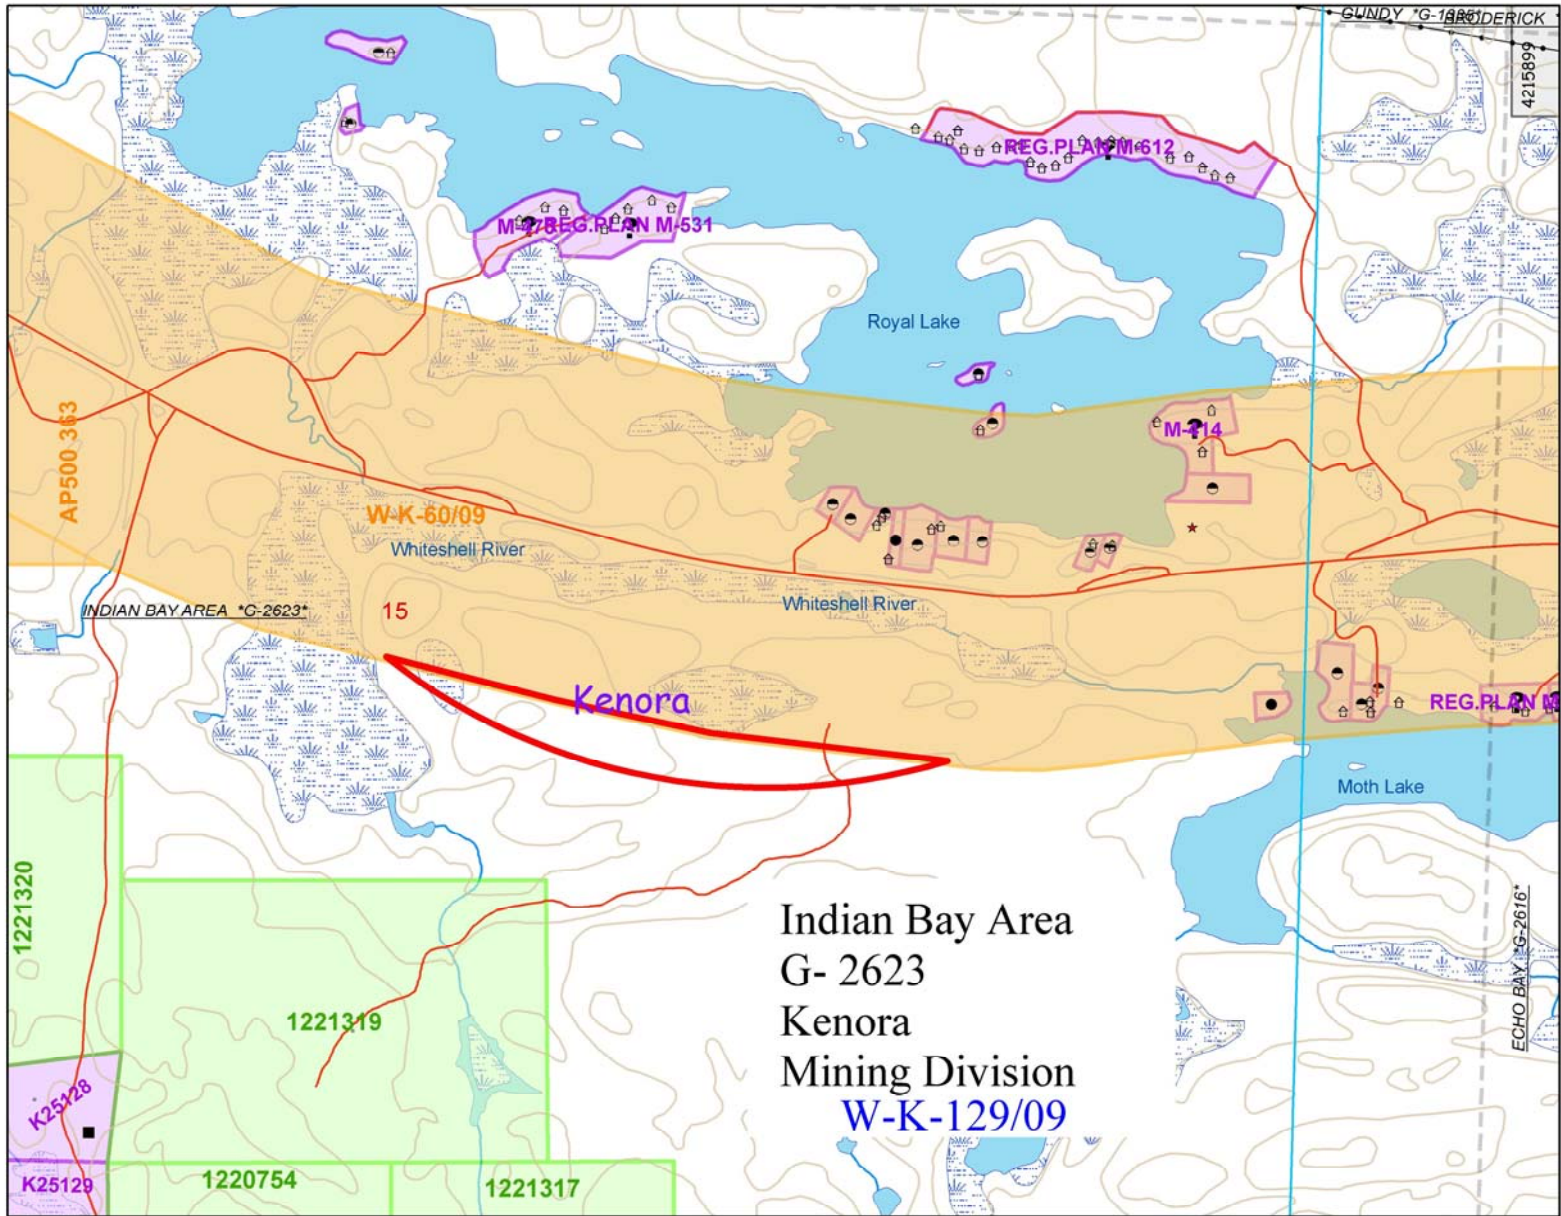 GUNDY *G-1885*
BRODERICK
4215899
REG.PLAN M-612
REG.PLAN M-531
Royal Lake
M-414
AP500 363
W-K-60/09
Whiteshell River
Whiteshell River
INDIAN BAY AREA *G-2623*
15
Kenora
REG.PLAN M
Moth Lake
1221320
1221319
ECHO BAY *G-2616*
Indian Bay Area
G- 2623
Kenora
Mining Division
W-K-129/09
K25128
K25129
1220754
1221317